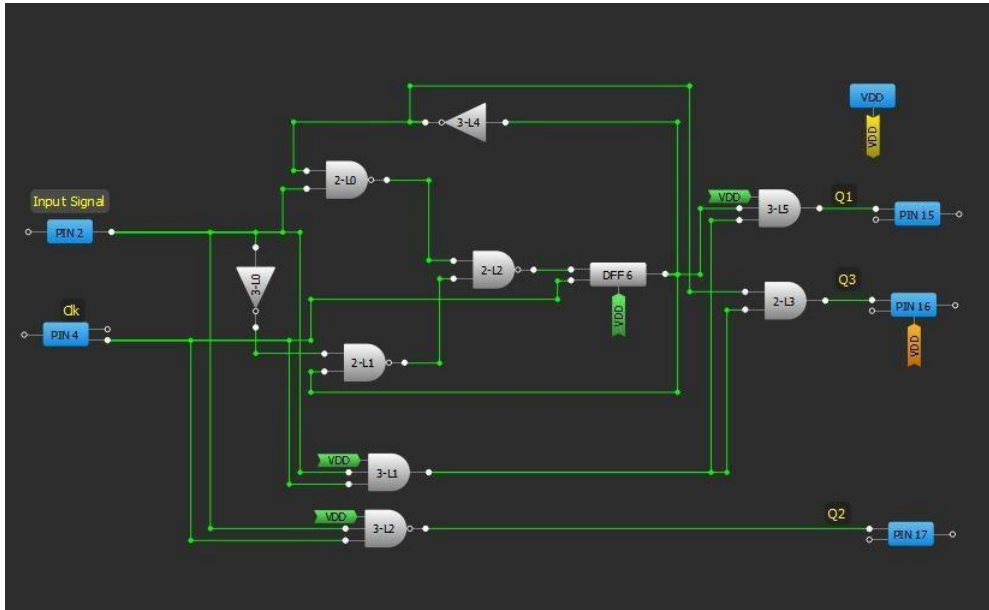 VDD
VDD
3-L4
2-L0
Input Signal
PIN 2
VDD
3-L5
Q1
PIN 15
3-L0
2-L2
DFF 6
VDD
Q3
2-L3
PIN 16
VDD
Clk
PIN 4
2-L1
VDD
3-L1
VDD
3-L2
Q2
PIN 17